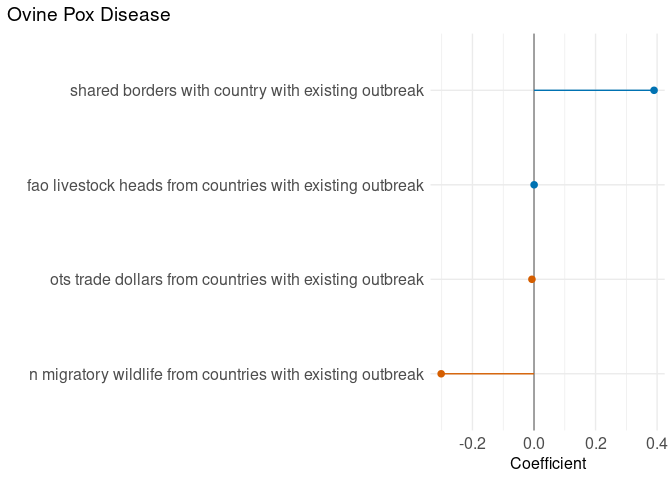 Ovine Pox Disease
shared borders with country with existing outbreak
fao livestock heads from countries with existing outbreak
ots trade dollars from countries with existing outbreak
n migratory wildlife from countries with existing outbreak
-0.2 0.0 0.2 0.4
Coefficient